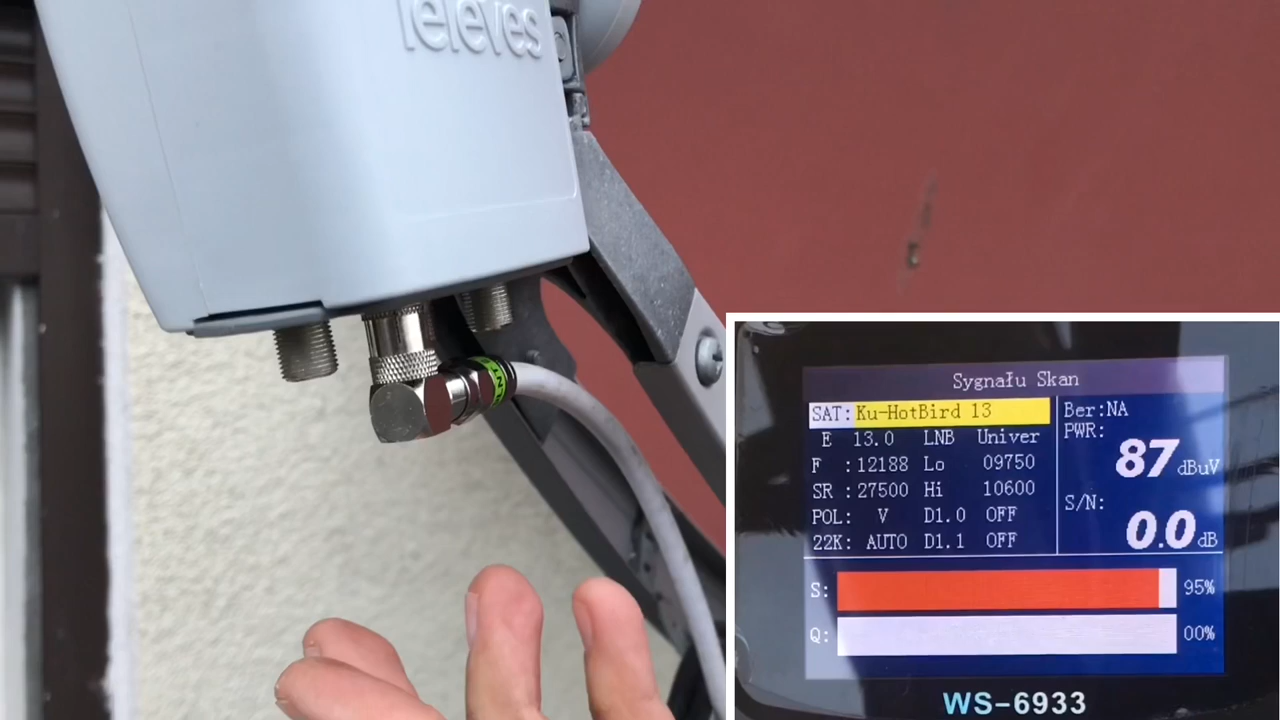 Televes
Sygnału Skan
SAT: Ku-HotBird 13
E 13.0 LNB Univer
F :12188 Lo 09750
SR :27500 Hi 10600
POL: V D1.0 OFF
22K: AUTO D1.1 OFF
Ber:NA
PWR:
87 dBuV
S/N:
0.0 dB
S: 95%
Q: 00%
WS-6933